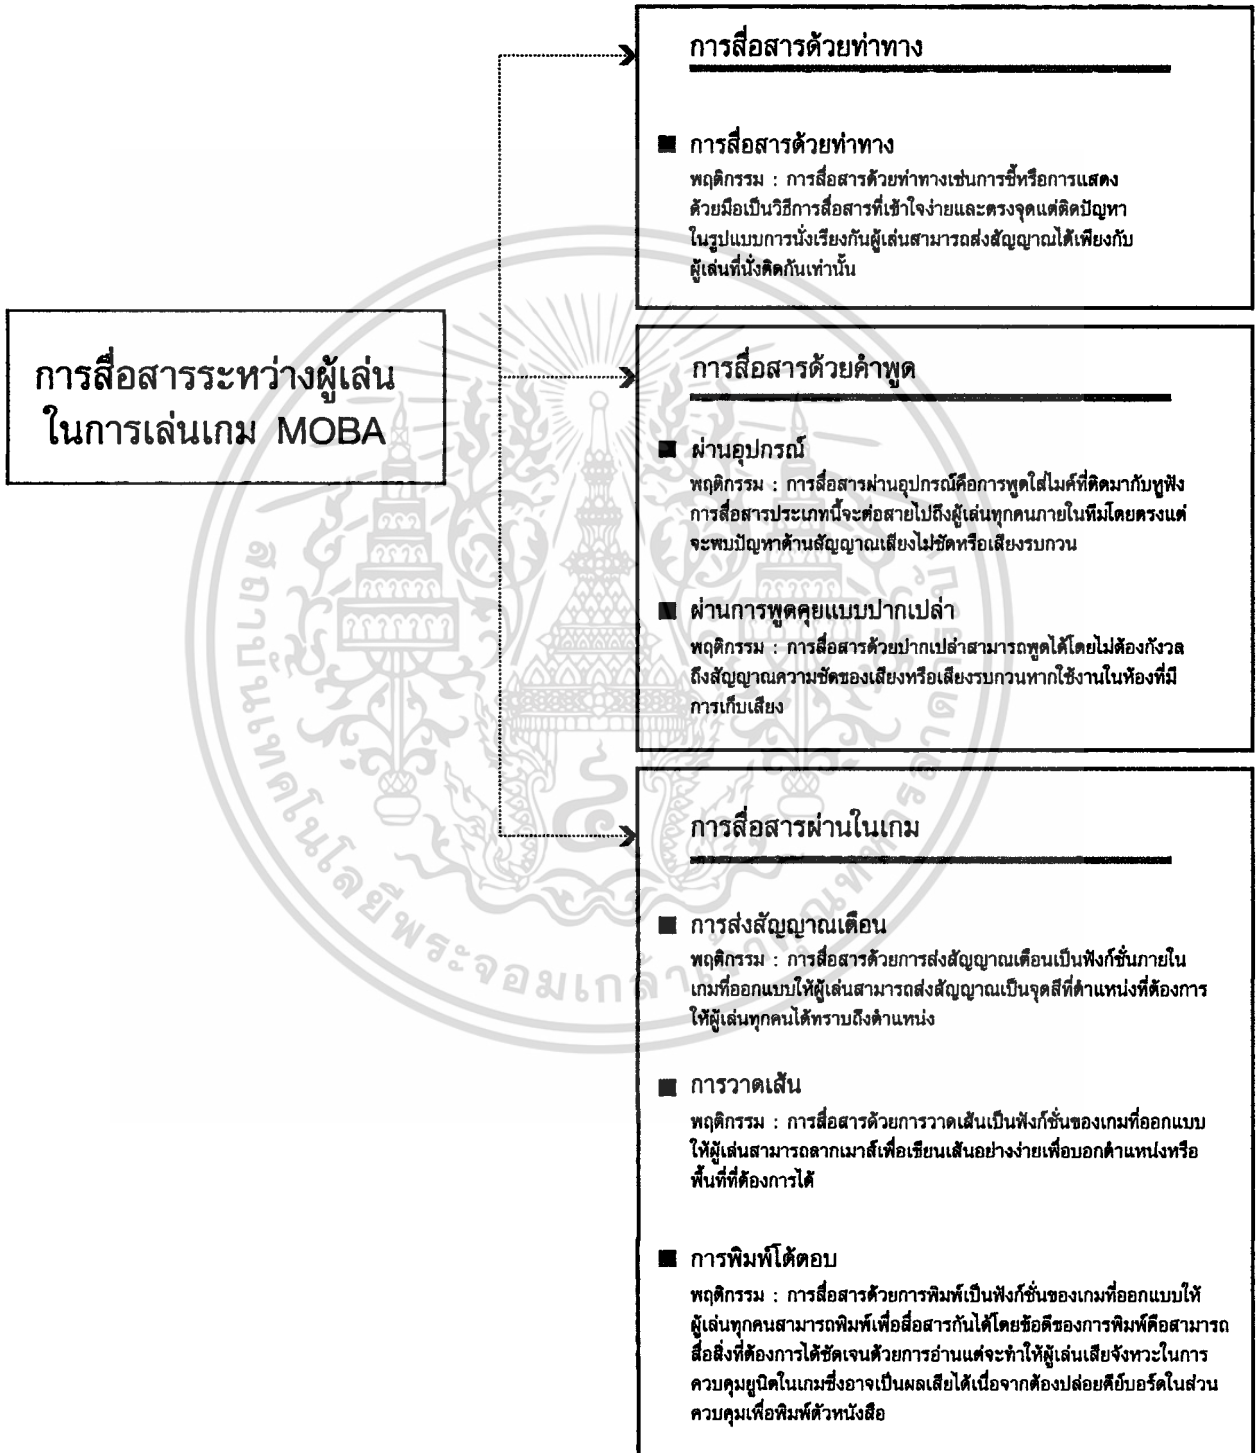 การสื่อสารระหว่างผู้เล่น
ในการเล่นเกม MOBA
การสื่อสารด้วยท่าทาง
■ การสื่อสารด้วยท่าทาง
พฤติกรรม : การสื่อสารด้วยท่าทางเช่นการชี้หรือการแสดง
ด้วยมือเป็นวิธีการสื่อสารที่เข้าใจง่ายและตรงจุดแต่ติดปัญหา
ในรูปแบบการนั่งเรียงกันผู้เล่นสามารถส่งสัญญาณได้เพียงกับ
ผู้เล่นที่นั่งติดกันเท่านั้น
การสื่อสารด้วยคำพูด
■ ผ่านอุปกรณ์
พฤติกรรม : การสื่อสารผ่านอุปกรณ์คือการพูดใส่ไมค์ที่ติดมากับหูฟัง
การสื่อสารประเภทนี้จะต่อสายไปถึงผู้เล่นทุกคนภายในทีมโดยตรงแต่
จะพบปัญหาด้านสัญญาณเสียงไม่ชัดหรือเสียงรบกวน
■ ผ่านการพูดคุยแบบปากเปล่า
พฤติกรรม : การสื่อสารด้วยปากเปล่าสามารถพูดได้โดยไม่ต้องกังวล
ถึงสัญญาณความชัดของเสียงหรือเสียงรบกวนหากใช้งานในห้องที่มี
การเก็บเสียง
การสื่อสารผ่านในเกม
■ การส่งสัญญาณเตือน
พฤติกรรม : การสื่อสารด้วยการส่งสัญญาณเตือนเป็นฟังก์ชั่นภายใน
เกมที่ออกแบบให้ผู้เล่นสามารถส่งสัญญาณเป็นจุดสีที่ตำแหน่งที่ต้องการ
ให้ผู้เล่นทุกคนได้ทราบถึงตำแหน่ง
■ การวาดเส้น
พฤติกรรม : การสื่อสารด้วยการวาดเส้นเป็นฟังก์ชั่นของเกมที่ออกแบบ
ให้ผู้เล่นสามารถลากเมาส์เพื่อเขียนเส้นอย่างง่ายเพื่อบอกตำแหน่งหรือ
พื้นที่ที่ต้องการได้
■ การพิมพ์โต้ตอบ
พฤติกรรม : การสื่อสารด้วยการพิมพ์เป็นฟังก์ชั่นของเกมที่ออกแบบให้
ผู้เล่นทุกคนสามารถพิมพ์เพื่อสื่อสารกันได้โดยข้อดีของการพิมพ์คือสามารถ
สื่อสิ่งที่ต้องการได้ชัดเจนด้วยการอ่านแต่จะทำให้ผู้เล่นเสียจังหวะในการ
ควบคุมยูนิตในเกมซึ่งอาจเป็นผลเสียได้เนื่องจากต้องปล่อยคีย์บอร์ดในส่วน
ควบคุมเพื่อพิมพ์ตัวหนังสือ
สถาบันเทคโนโลยีพระจอมเกล้าเจ้าคุณทหารลาดกระบัง